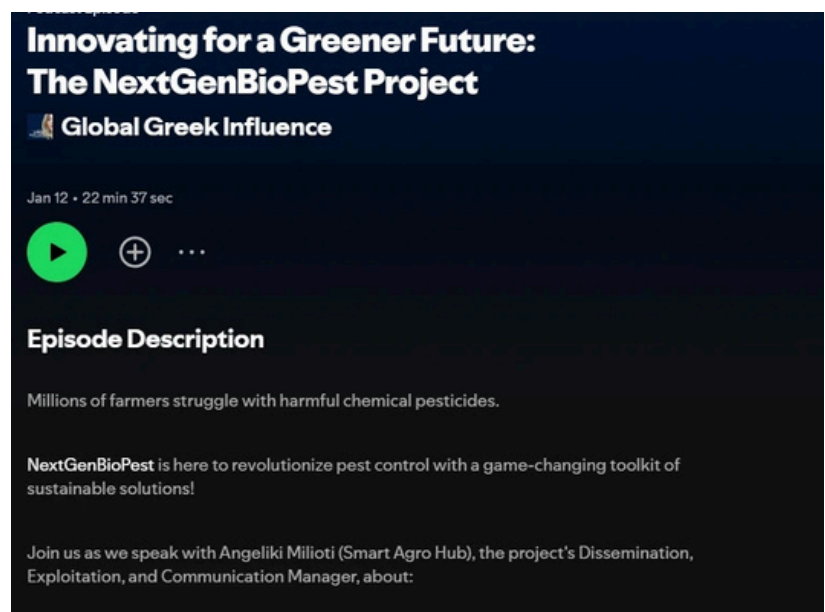 Innovating for a Greener Future:
The NextGenBioPest Project
Global Greek Influence
Jan 12 • 22 min 37 sec
Episode Description
Millions of farmers struggle with harmful chemical pesticides.
NextGenBioPest is here to revolutionize pest control with a game-changing toolkit of
sustainable solutions!
Join us as we speak with Angeliki Milioti (Smart Agro Hub), the project's Dissemination,
Exploitation, and Communication Manager, about: